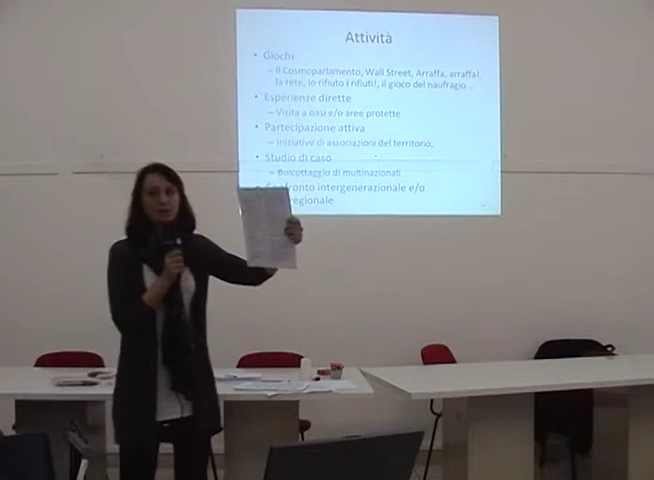 Attività
• Giochi
– Il Cosmoparlamento, Wall Street, Arraffa, arraffa!,
la rete, Io rifiuto i rifiuti!, il gioco del naufragio ..
• Esperienze dirette
– Visita a oasi e/o aree protette
• Partecipazione attiva
– Iniziative di associazioni del territorio,
• Studio di caso
– Boicottaggio di multinazionali
intergenerazionale e/o
regionale